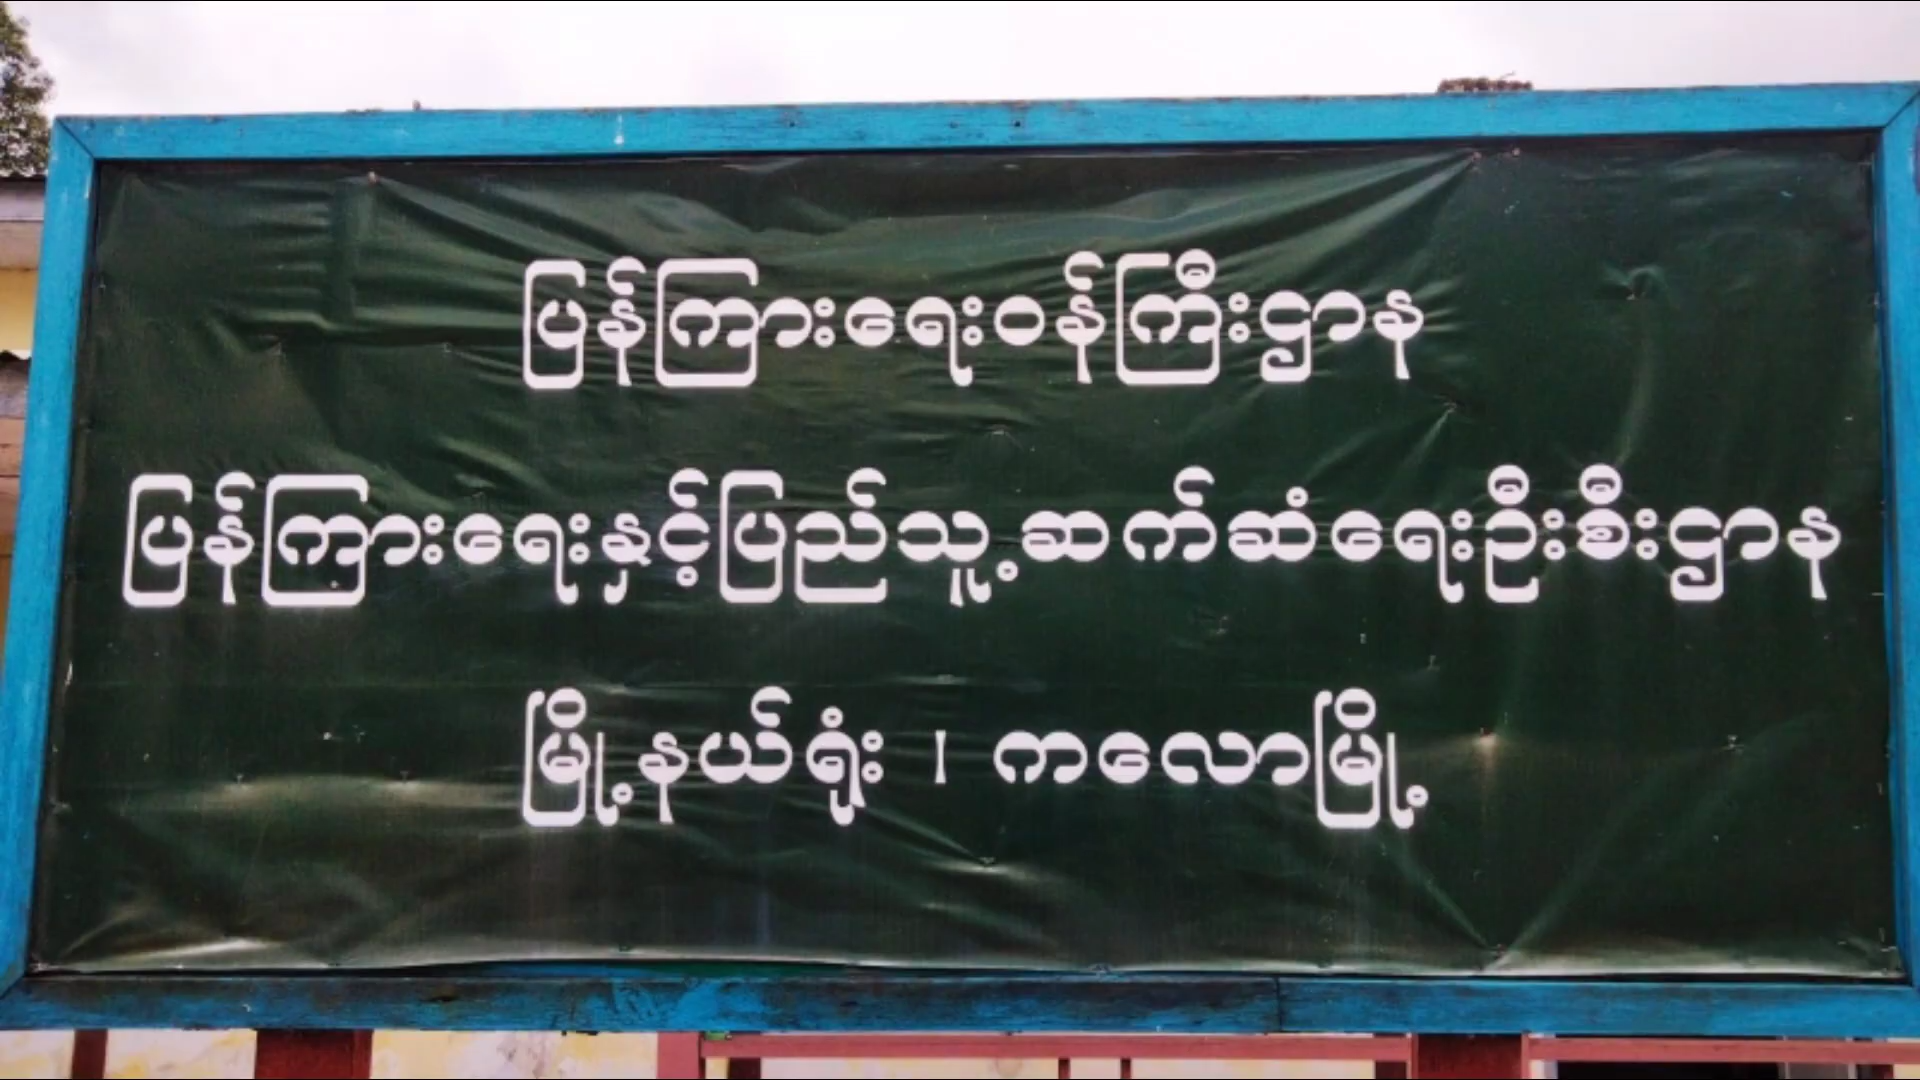 ပြန်ကြားရေးဝန်ကြီးဌာန
ပြန်ကြားရေးနှင့်ပြည်သူ့ဆက်ဆံရေးဦးစီးဌာန
မြို့နယ်ရုံး ၊ ကလောမြို့